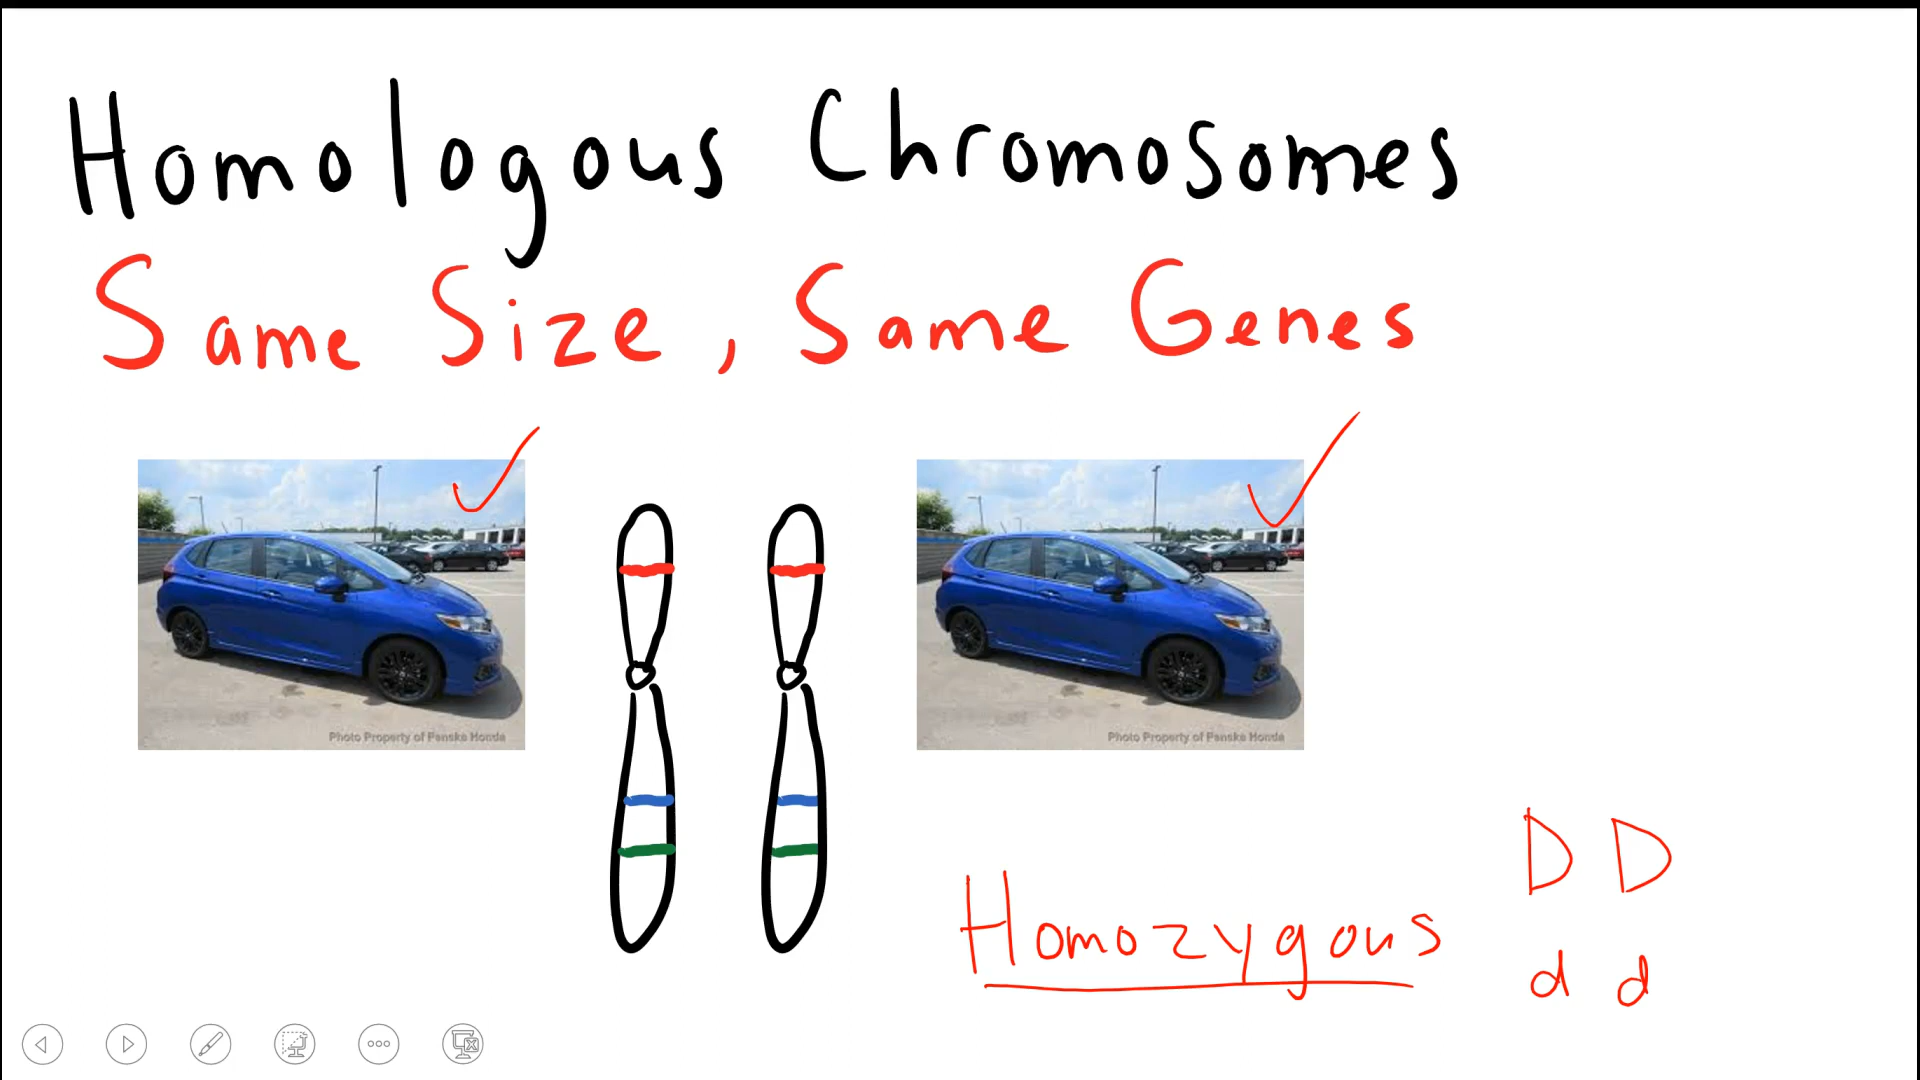 Homologous Chromosomes
Same Size, Same Genes
Photo Property of Penske Honda
Photo Property of Penske Honda
D D
Homozygous
d d